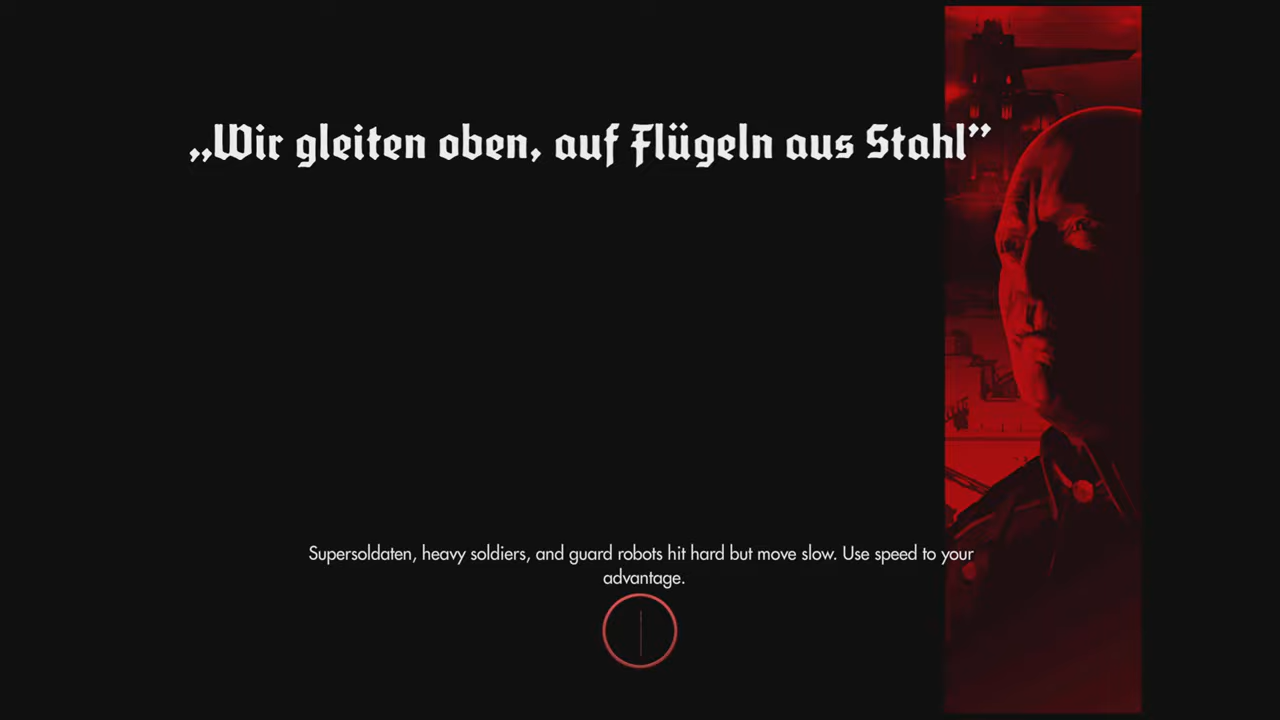 „Wir gleiten oben, auf Flügeln aus Stahl”
Supersoldaten, heavy soldiers, and guard robots hit hard but move slow. Use speed to your
advantage.